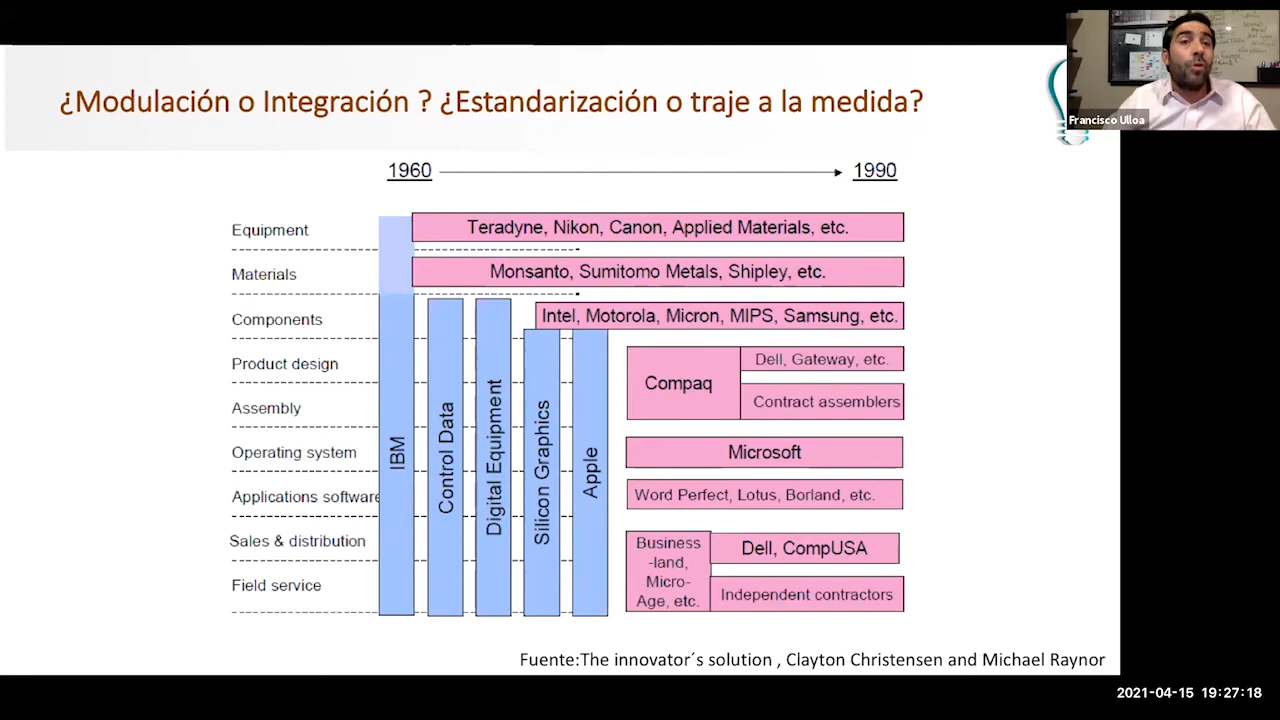 ¿Modulación o Integración ? ¿Estandarización o traje a la medida?
Francisco Ulloa
1960
1990
Equipment
Teradyne, Nikon, Canon, Applied Materials, etc.
Materials
Monsanto, Sumitomo Metals, Shipley, etc.
Components
Intel, Motorola, Micron, MIPS, Samsung, etc.
Product design
Compaq
Dell, Gateway, etc.
Assembly
Contract assemblers
Operating system
Microsoft
Applications software
Word Perfect, Lotus, Borland, etc.
Sales & distribution
Business
-land,
Micro-
Age, etc.
Dell, CompUSA
Field service
Independent contractors
IBM
Control Data
Digital Equipment
Silicon Graphics
Apple
Fuente:The innovator´s solution , Clayton Christensen and Michael Raynor
2021-04-15 19:27:18